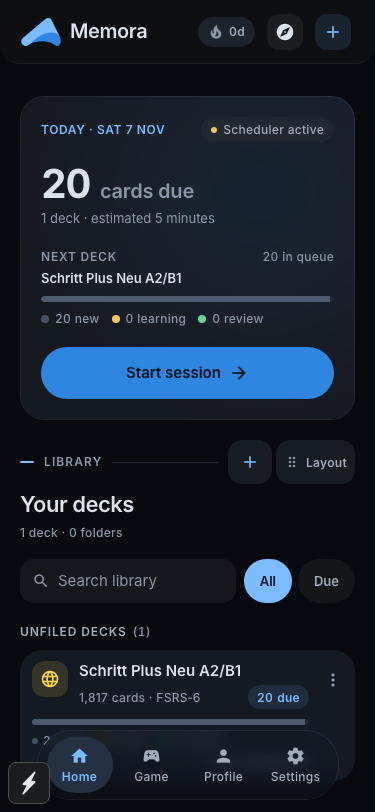 Memora
0d
TODAY · SAT 7 NOV
Scheduler active
20 cards due
1 deck · estimated 5 minutes
NEXT DECK
20 in queue
Schritt Plus Neu A2/B1
20 new
0 learning
0 review
Start session
LIBRARY
Layout
Your decks
1 deck · 0 folders
Search library
All
Due
UNFILED DECKS (1)
Schritt Plus Neu A2/B1
1,817 cards · FSRS-6
20 due
Home
Game
Profile
Settings